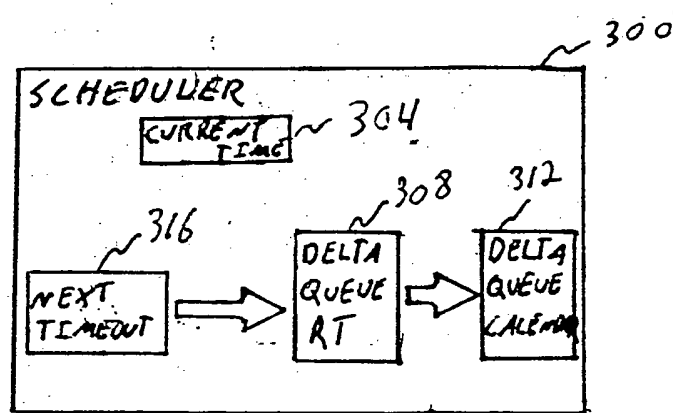 300
SCHEDULER
CURRENT
TIME
304
316
308
312
NEXT
TIMEOUT
DELTA
QUEUE
RT
DELTA
QUEUE
CALENDAR